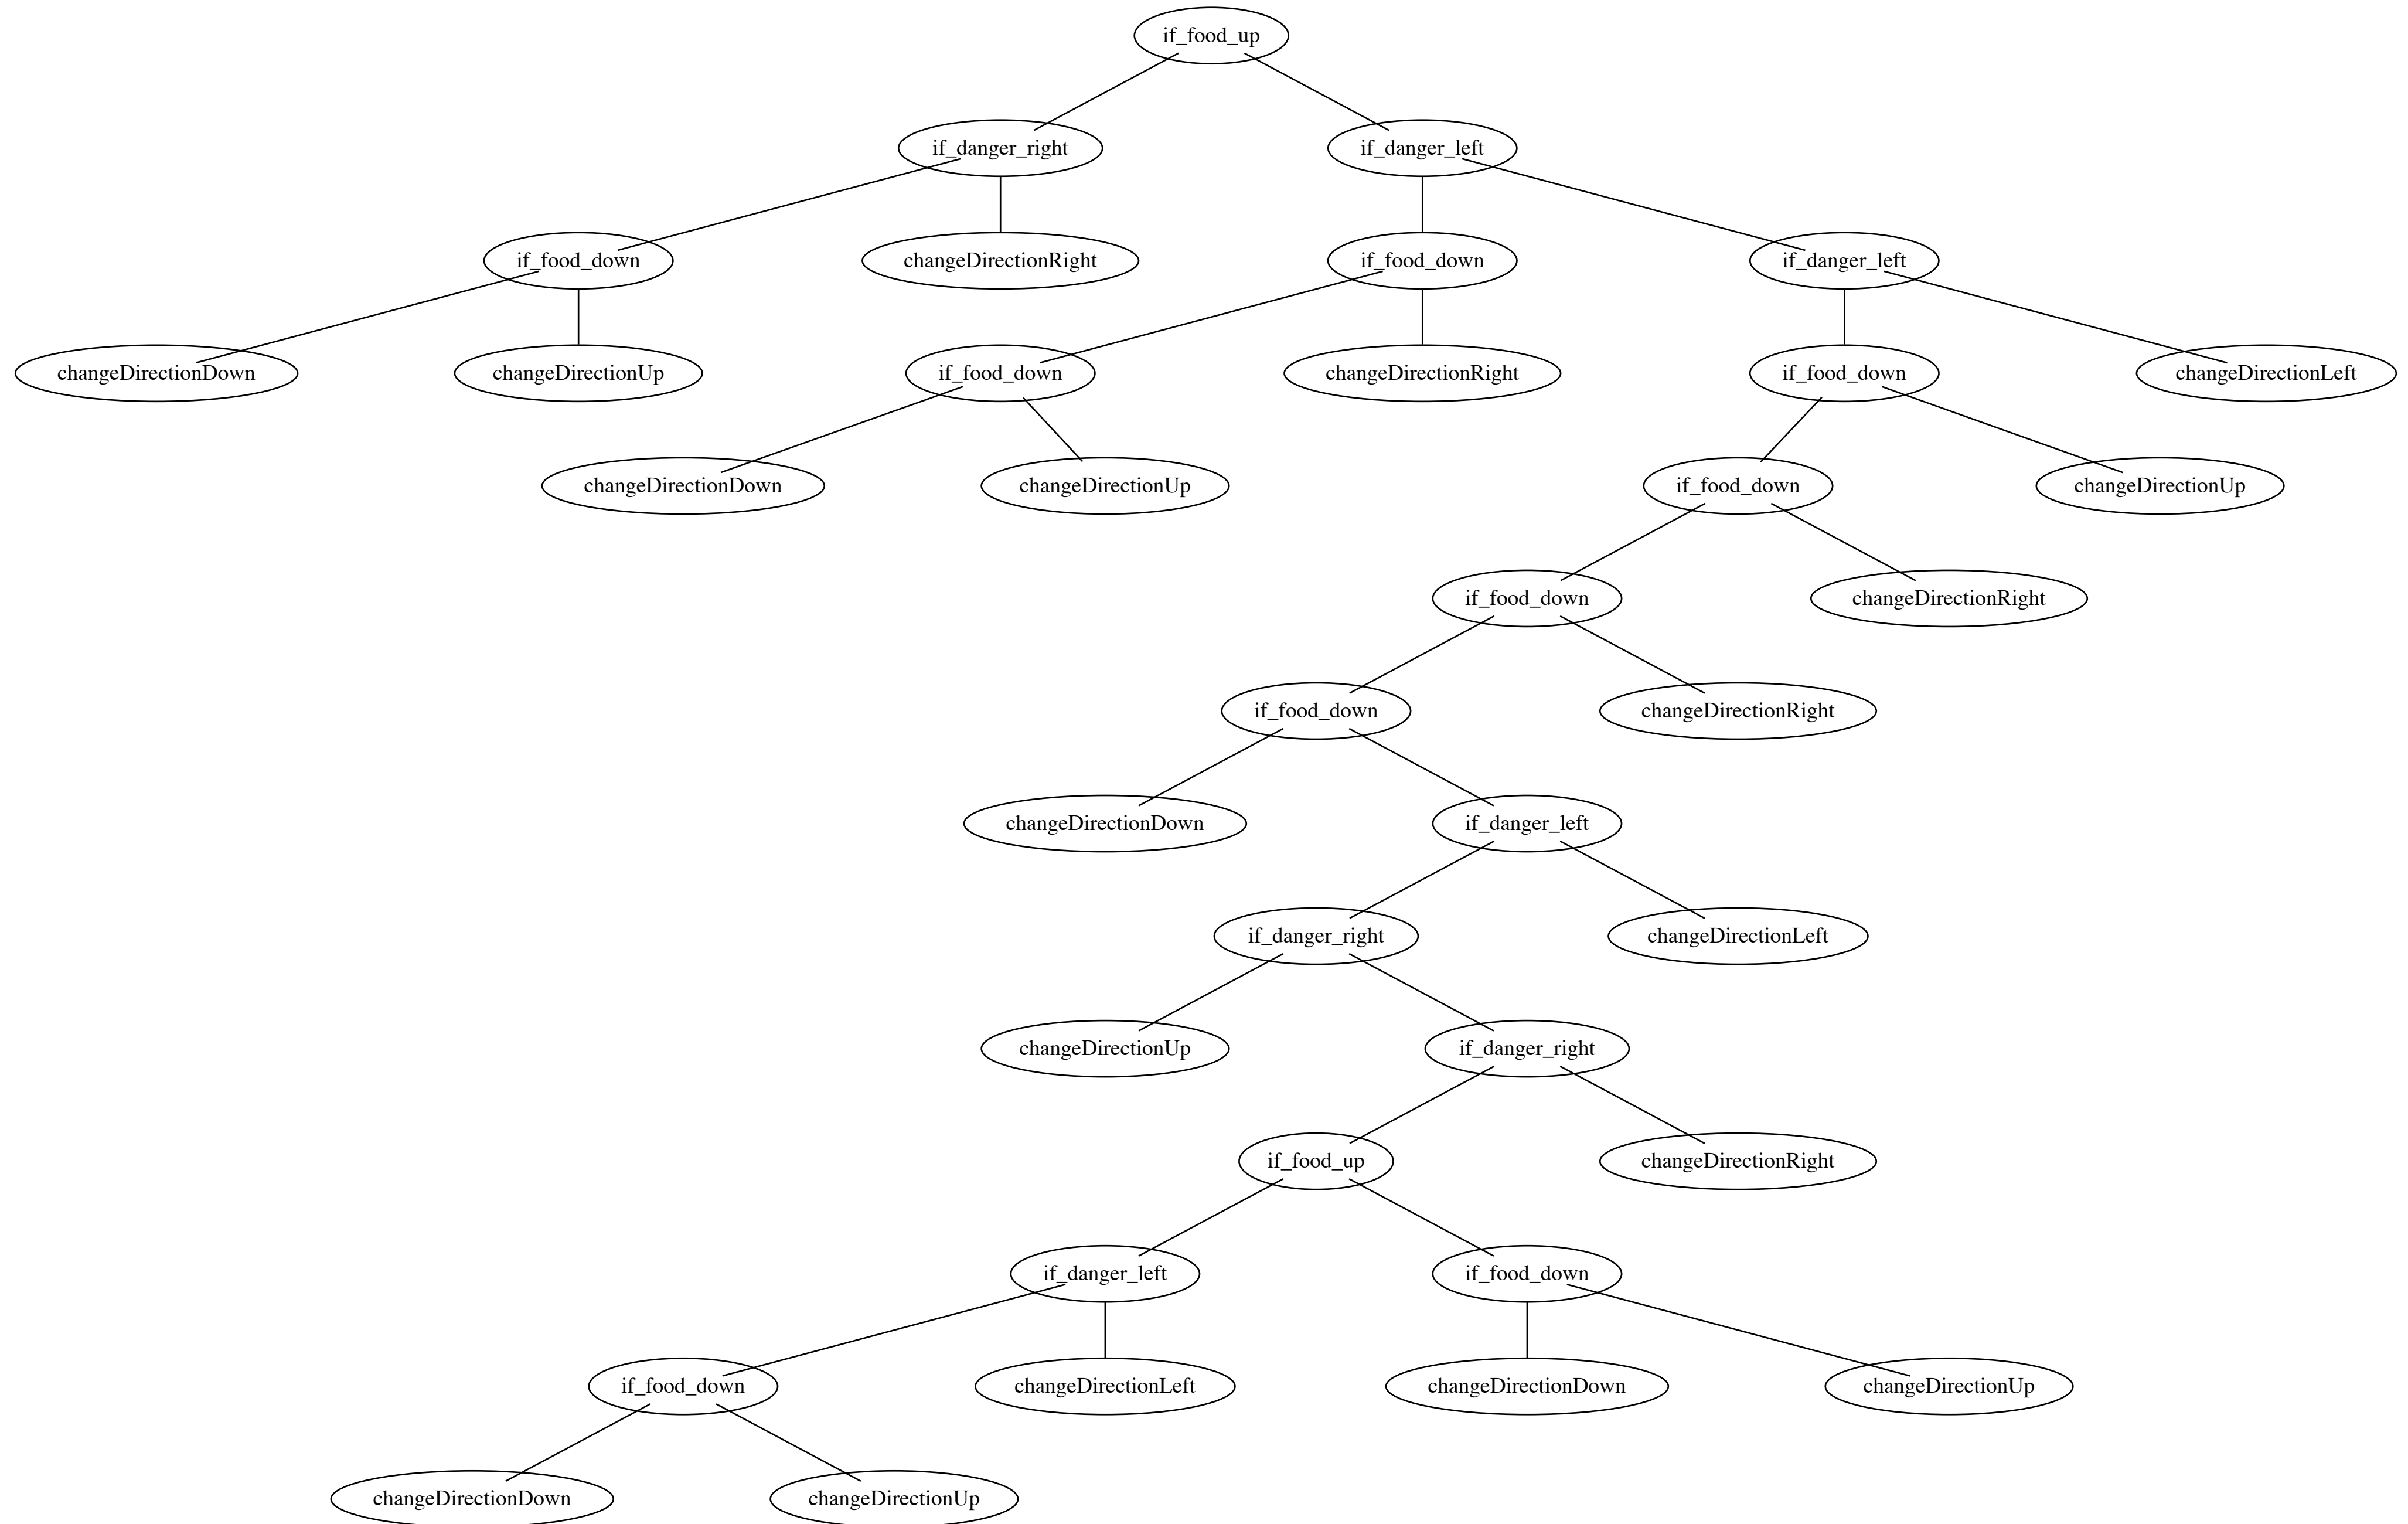 if_food_up
if_danger_right
if_danger_left
if_food_down
changeDirectionRight
if_food_down
if_danger_left
changeDirectionDown
changeDirectionUp
if_food_down
changeDirectionRight
if_food_down
changeDirectionLeft
changeDirectionDown
changeDirectionUp
if_food_down
changeDirectionUp
if_food_down
changeDirectionRight
if_food_down
changeDirectionRight
changeDirectionDown
if_danger_left
if_danger_right
changeDirectionLeft
changeDirectionUp
if_danger_right
if_food_up
changeDirectionRight
if_danger_left
if_food_down
if_food_down
changeDirectionLeft
changeDirectionDown
changeDirectionUp
changeDirectionDown
changeDirectionUp